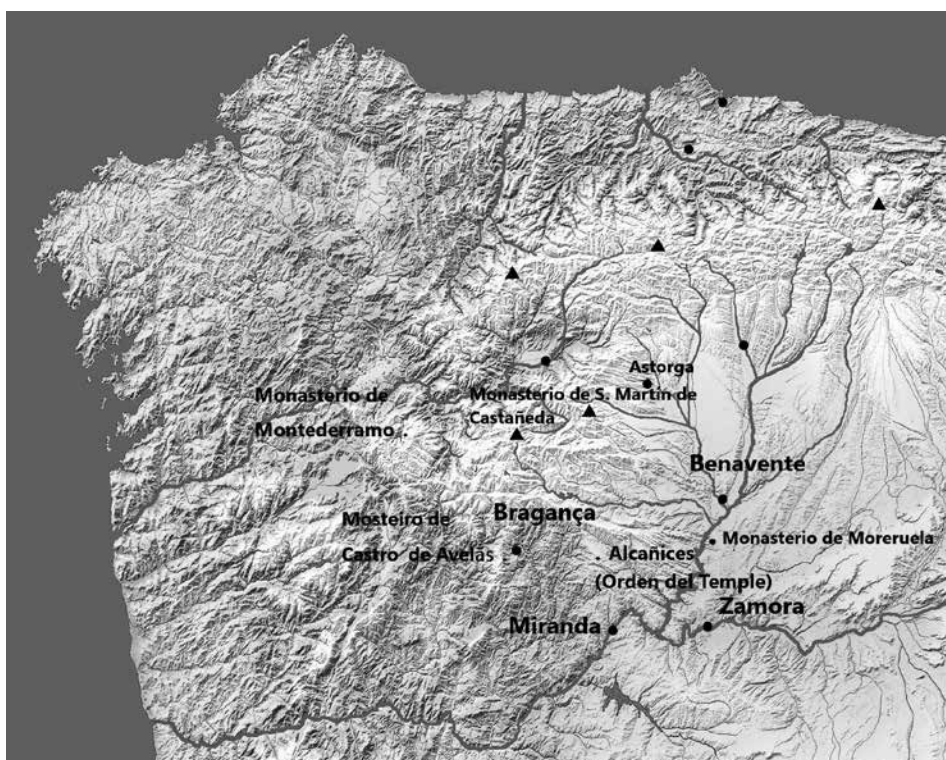 Astorga
Monasterio de
Montederramo
Monasterio de S. Martín de
Castañeda
Benavente
Bragança
Mosteiro de
Castro de Avelãs
Monasterio de Moreruela
Alcañices
(Orden del Temple)
Zamora
Miranda